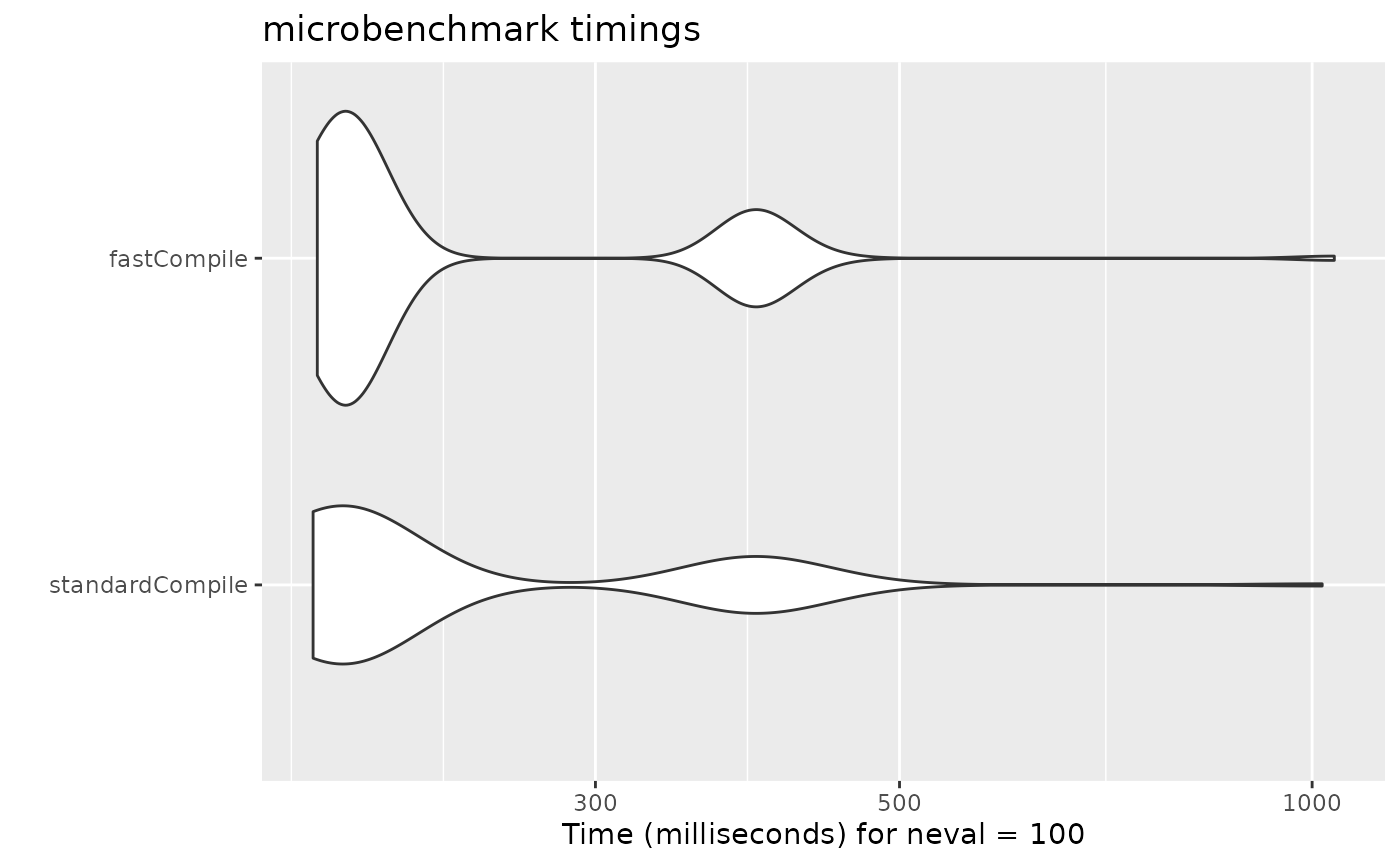 microbenchmark timings
fastCompile
standardCompile
300 500 1000
Time (milliseconds) for neval = 100